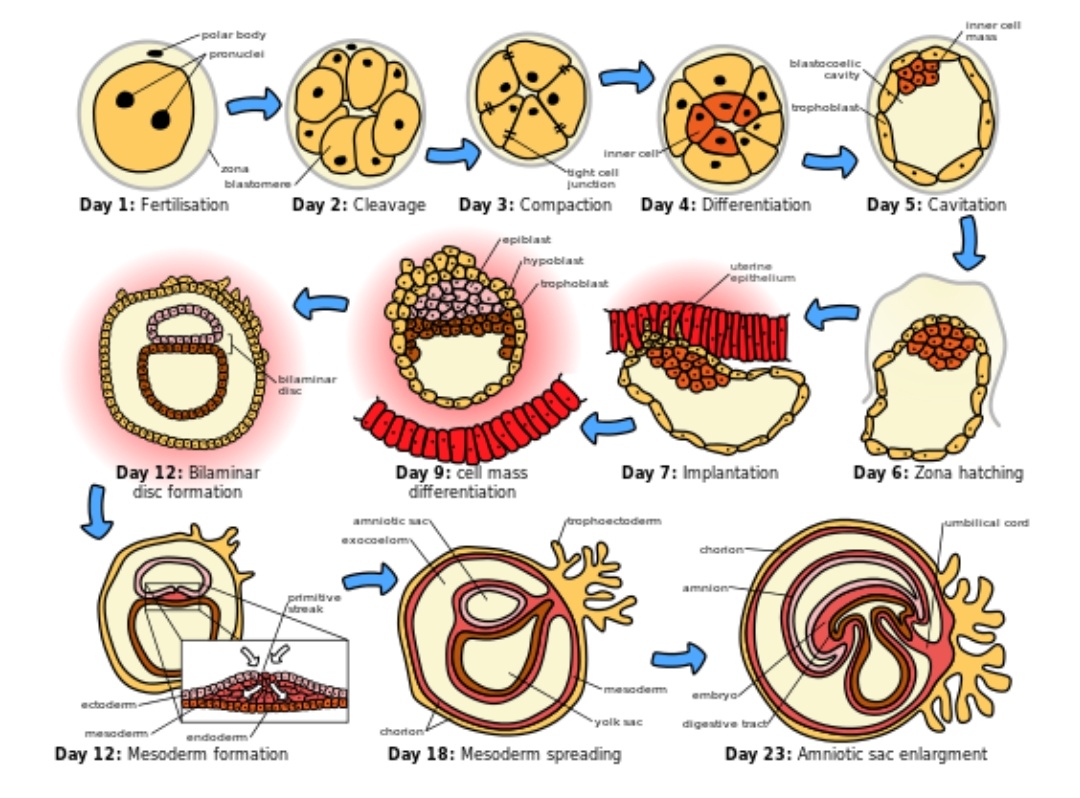 polar body
pronuclei
zona
blastomere
tight cell
junction
inner cell
inner cell
mass
blastocoelic
cavity
trophoblast
Day 1: Fertilisation
Day 2: Cleavage
Day 3: Compaction
Day 4: Differentiation
Day 5: Cavitation
bilaminar
disc
epiblast
hypoblast
trophoblast
uterine
epithelium
Day 12: Bilaminar
disc formation
Day 9: cell mass
differentiation
Day 7: Implantation
Day 6: Zona hatching
primitive
streak
ectoderm
mesoderm
endoderm
amniotic sac
exocoelom
trophoectoderm
mesoderm
yolk sac
chorion
umbilical cord
chorion
amnion
embryo
digestive tract
Day 12: Mesoderm formation
Day 18: Mesoderm spreading
Day 23: Amniotic sac enlargment